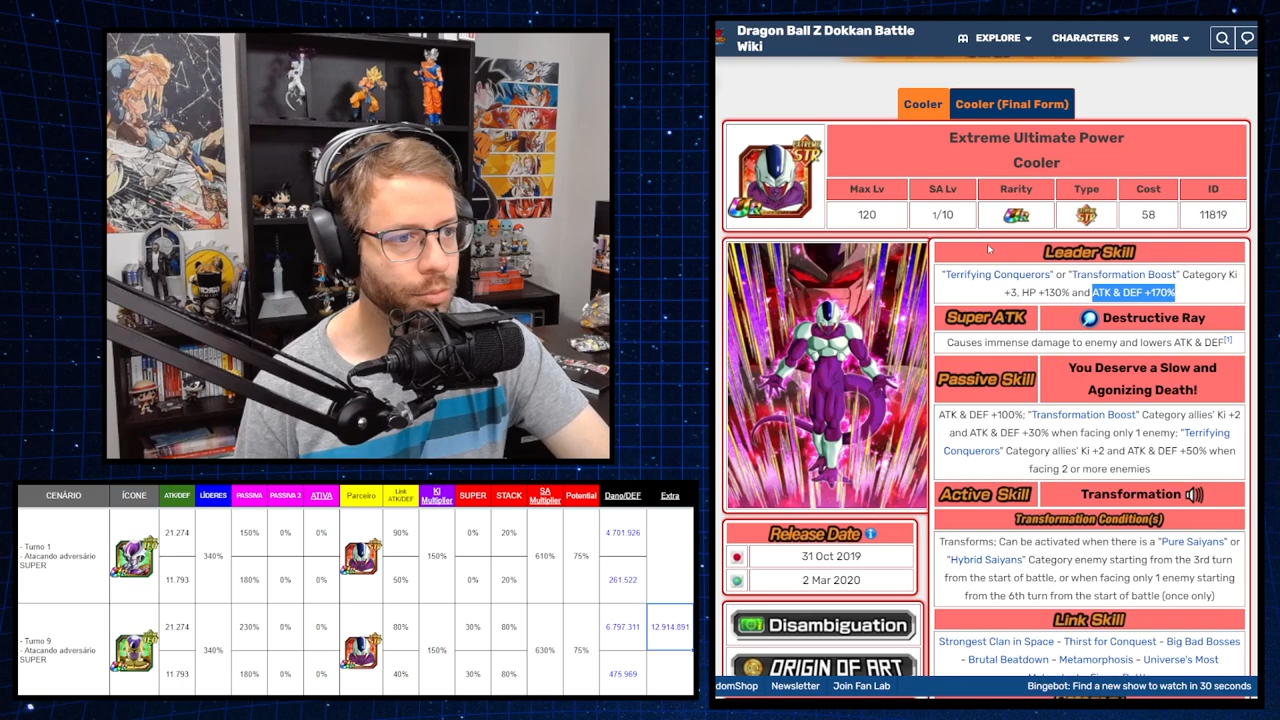 Dragon Ball Z Dokkan Battle
Wiki
EXPLORE
CHARACTERS
MORE
Cooler
Cooler (Final Form)
Extreme Ultimate Power
Cooler
Max Lv
SA Lv
Rarity
Type
Cost
ID
120
1/10
UR
EXTREME
STR
58
11819
Leader Skill
"Terrifying Conquerors" or "Transformation Boost" Category Ki
+3, HP +130% and ATK & DEF +170%
Super ATK
Destructive Ray
Causes immense damage to enemy and lowers ATK & DEF[1]
Passive Skill
You Deserve a Slow and
Agonizing Death!
ATK & DEF +100%; "Transformation Boost" Category allies' Ki +2
and ATK & DEF +30% when facing only 1 enemy; "Terrifying
Conquerors" Category allies' Ki +2 and ATK & DEF +50% when
facing 2 or more enemies
Active Skill
Transformation
Transformation Condition(s)
Transforms; Can be activated when there is a "Pure Saiyans" or
"Hybrid Saiyans" Category enemy starting from the 3rd turn
from the start of battle, or when facing only 1 enemy starting
from the 6th turn from the start of battle (once only)
Link Skill
Strongest Clan in Space - Thirst for Conquest - Big Bad Bosses
- Brutal Beatdown - Metamorphosis - Universe's Most
Release Date
31 Oct 2019
2 Mar 2020
Disambiguation
ORIGIN OF ART
domShop
Newsletter
Join Fan Lab
Bingebot: Find a new show to watch in 30 seconds
CENÁRIO
ÍCONE
ATK/DEF
LÍDERES
PASSIVA
PASSIVA 2
ATIVA
Parceiro
Link
ATK/DEF
KI
Multiplier
SUPER
STACK
SA
Multiplier
Potential
Dano/DEF
Extra
- Turno 1
- Atacando adversário
SUPER
21.274
340%
150%
0%
0%
90%
150%
0%
20%
610%
75%
4.701.926
11.793
180%
0%
0%
50%
0%
20%
261.522
- Turno 9
- Atacando adversário
SUPER
21.274
340%
230%
0%
0%
80%
150%
30%
80%
630%
75%
6.797.311
12.914.891
11.793
180%
0%
0%
40%
30%
80%
475.969